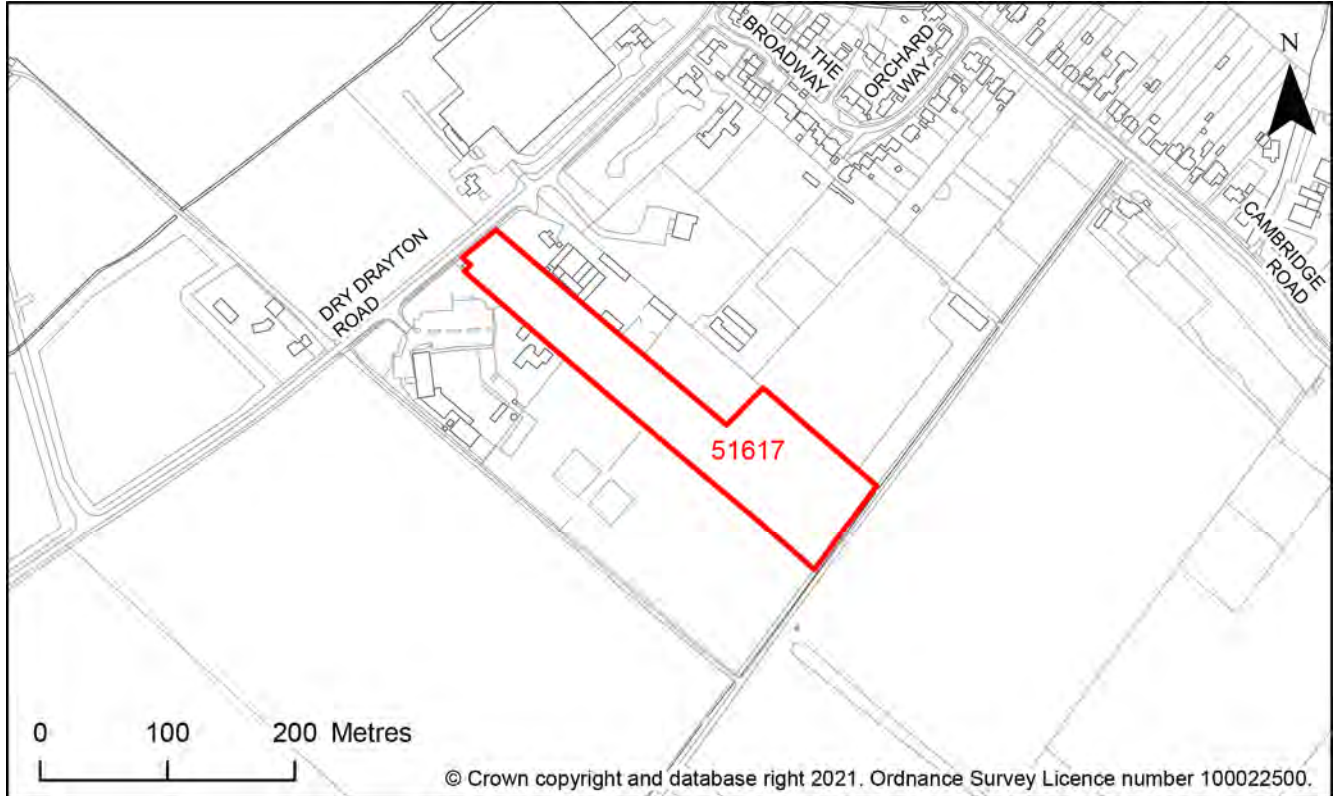 THE
BROADWAY
ORCHARD
WAY
N
DRY DRAYTON
ROAD
CAMBRIDGE
ROAD
51617
0 100 200 Metres
© Crown copyright and database right 2021. Ordnance Survey Licence number 100022500.